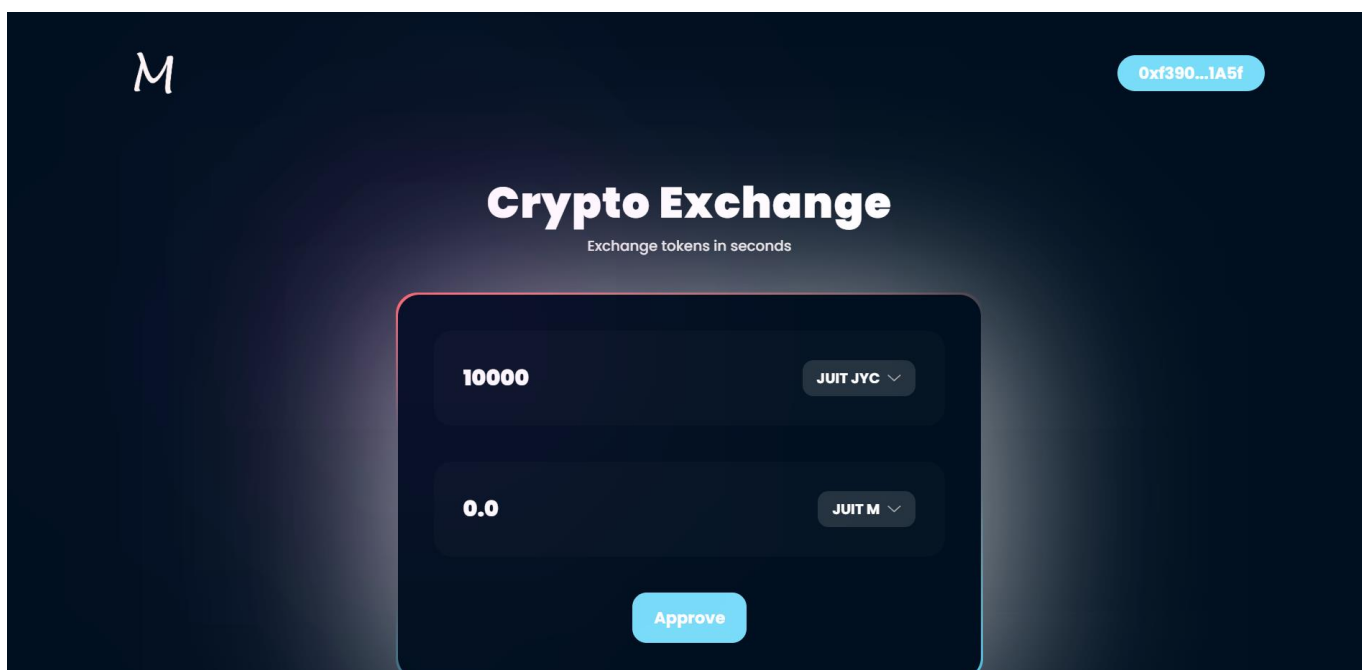 M
0xf390...1A5f
Crypto Exchange
Exchange tokens in seconds
10000
JUIT JYC
0.0
JUIT M
Approve